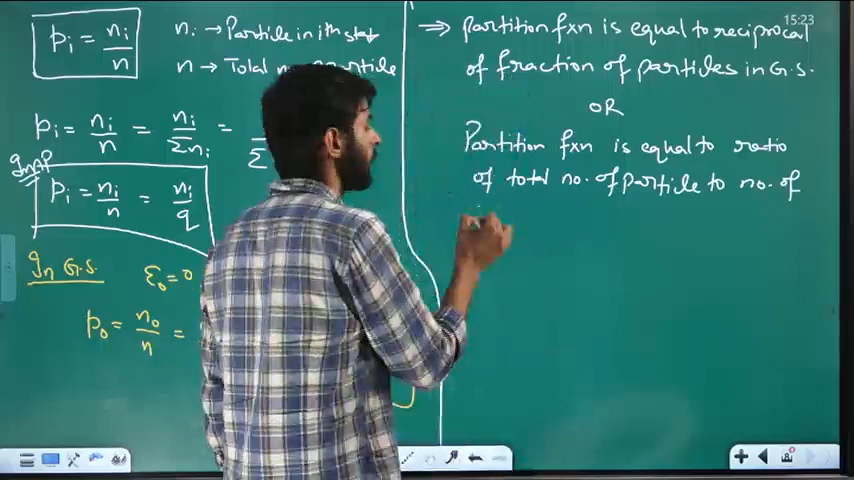 pi = ni/n
ni → Particle in ith state
n → Total
particle
pi = ni/n = ni/Σni =
Σ
pi = ni/n = ni/q
In G.S. ε0 = 0
p0 = n0/n =
15:23
⇒ partition fxn is equal to reciprocal
of fraction of particles in G.S.
OR
Partition fxn is equal to ratio
of total no. of particle to no. of